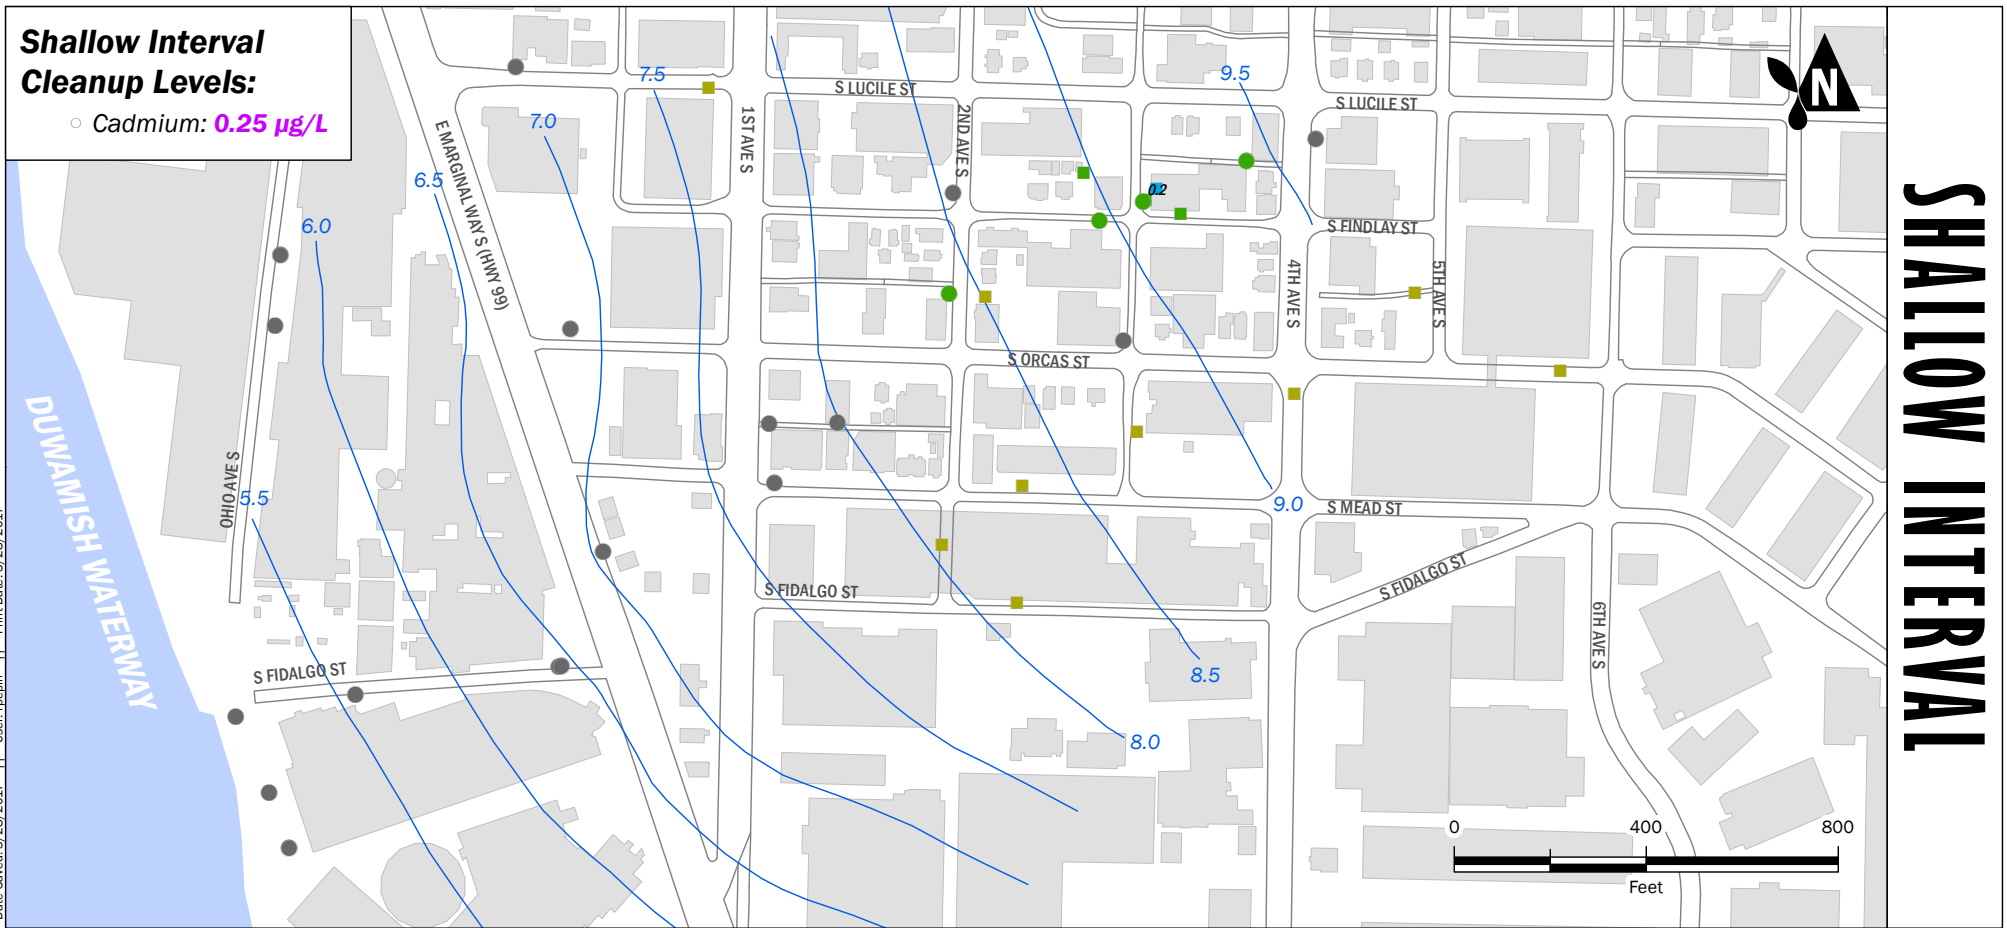 Shallow Interval
Cleanup Levels:
Cadmium: 0.25 µg/L
N
SHALLOW INTERVAL
7.5
9.5
S LUCILE ST
S LUCILE ST
7.0
1ST AVE S
2ND AVE S
E MARGINAL WAY S (HWY 99)
6.5
0.2
6.0
S FINDLAY ST
4TH AVE S
5TH AVE S
S ORCAS ST
DUWAMISH WATERWAY
OHIO AVE S
5.5
9.0
S MEAD ST
S FIDALGO ST
S FIDALGO ST
S FIDALGO ST
6TH AVE S
8.5
8.0
0 400 800
Feet